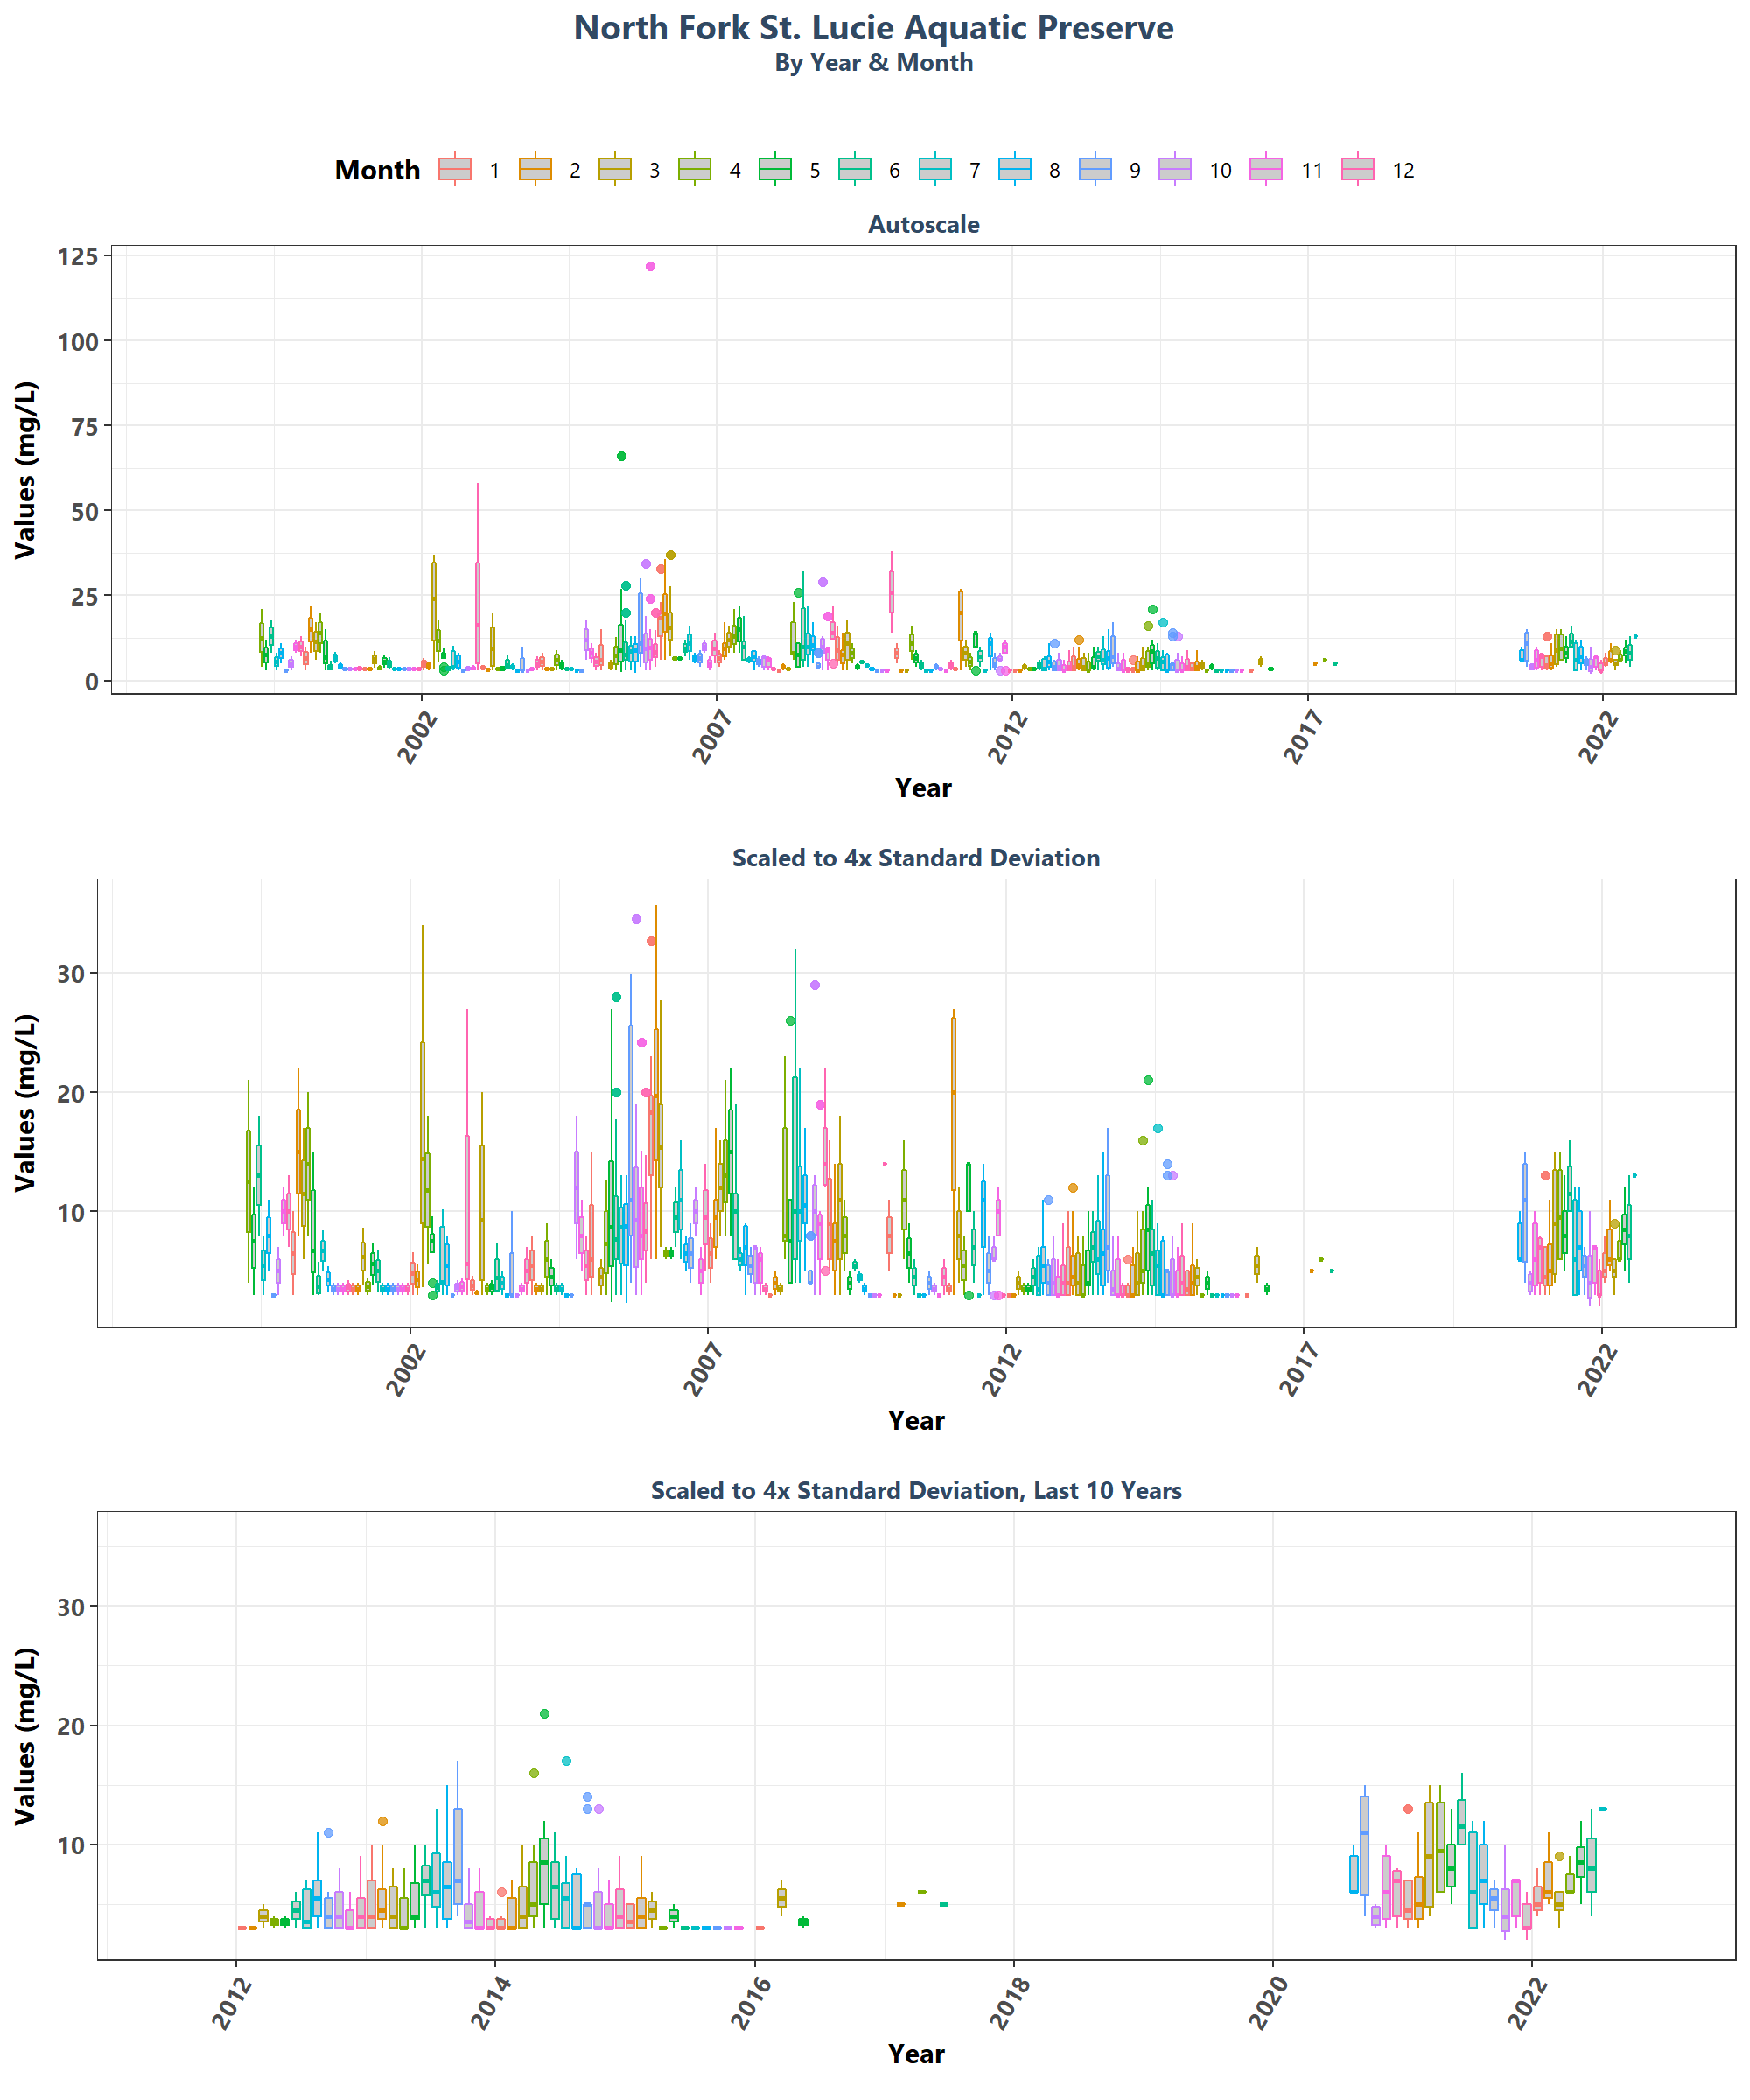 North Fork St. Lucie Aquatic Preserve
By Year & Month
Month 1 2 3 4 5 6 7 8 9 10 11 12
Autoscale
125
100
75
50
25
0
Values (mg/L)
2002 2007 2012 2017 2022
Year
Scaled to 4x Standard Deviation
30
20
10
Values (mg/L)
2002 2007 2012 2017 2022
Year
Scaled to 4x Standard Deviation, Last 10 Years
30
20
10
Values (mg/L)
2012 2014 2016 2018 2020 2022
Year